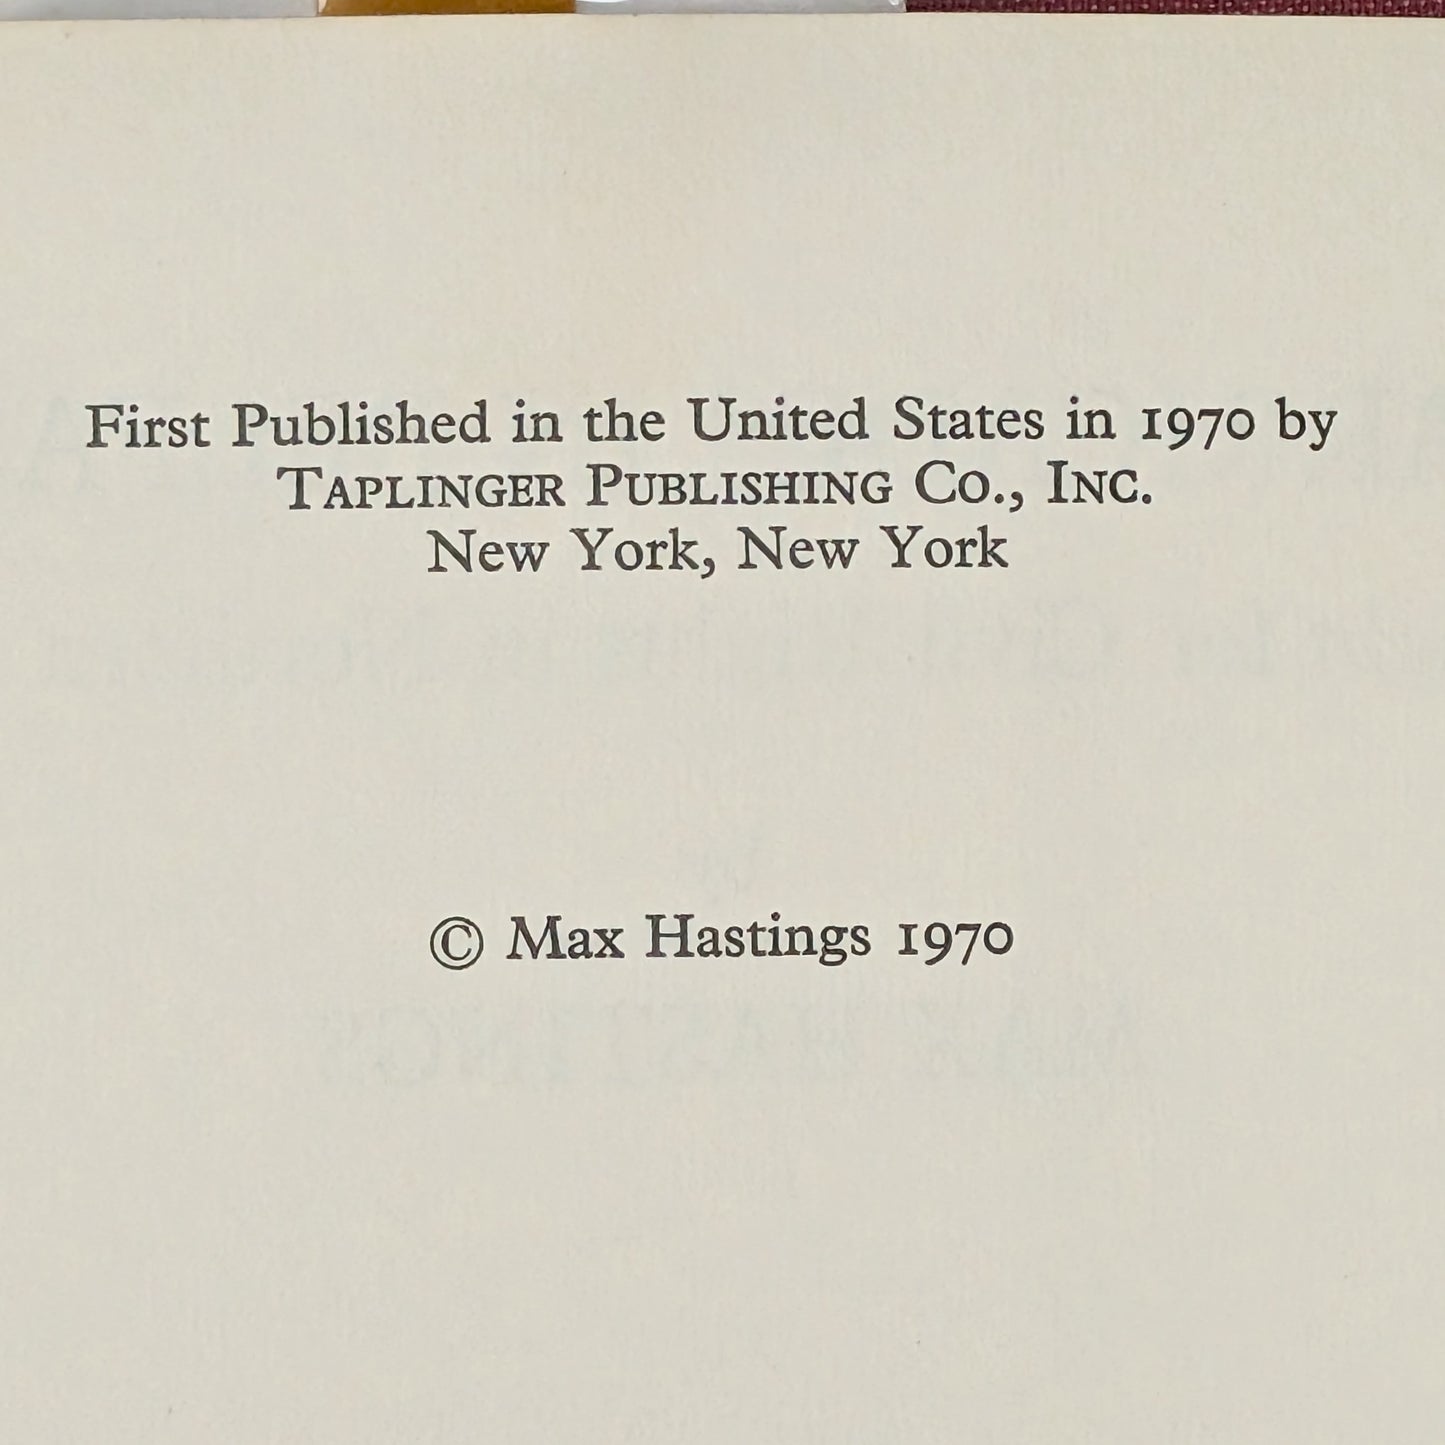 First Published in the United States in 1970 by
TAPLINGER PUBLISHING CO., INC.
New York, New York
© Max Hastings 1970